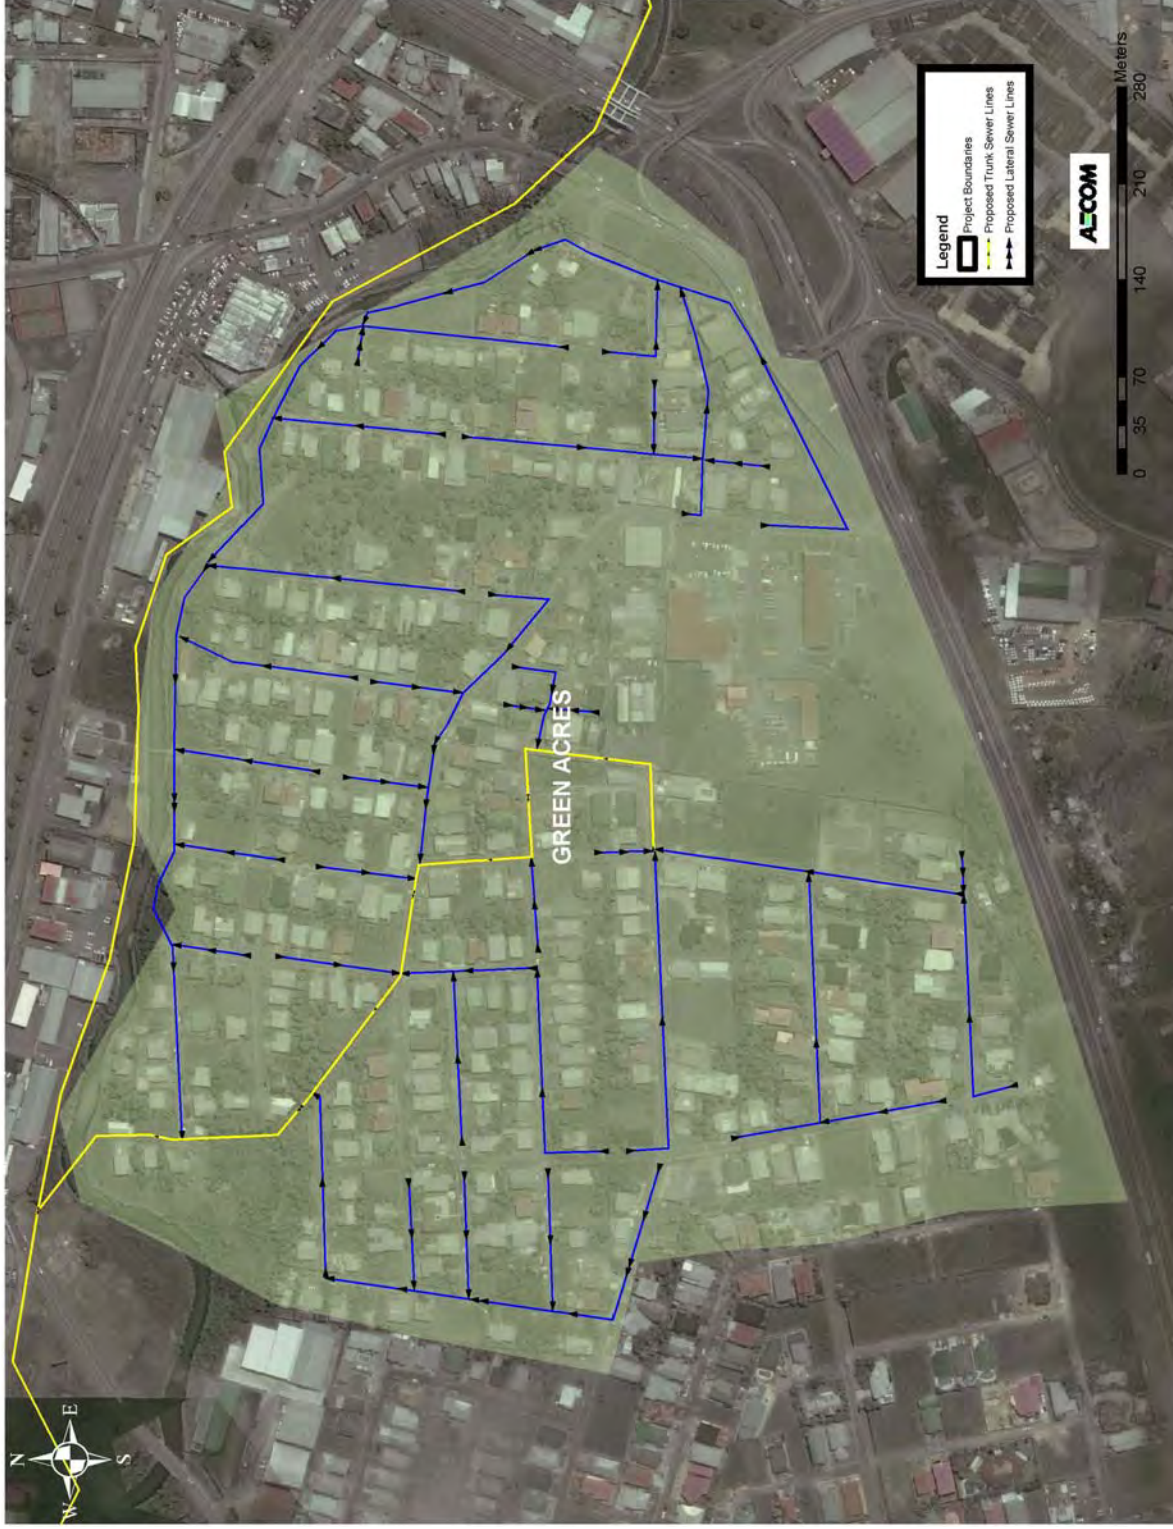 N
W
E
S
GREEN ACRES
Legend
Project Boundaries
Proposed Trunk Sewer Lines
Proposed Lateral Sewer Lines
AECOM
0 35 70 140 210 280
Meters